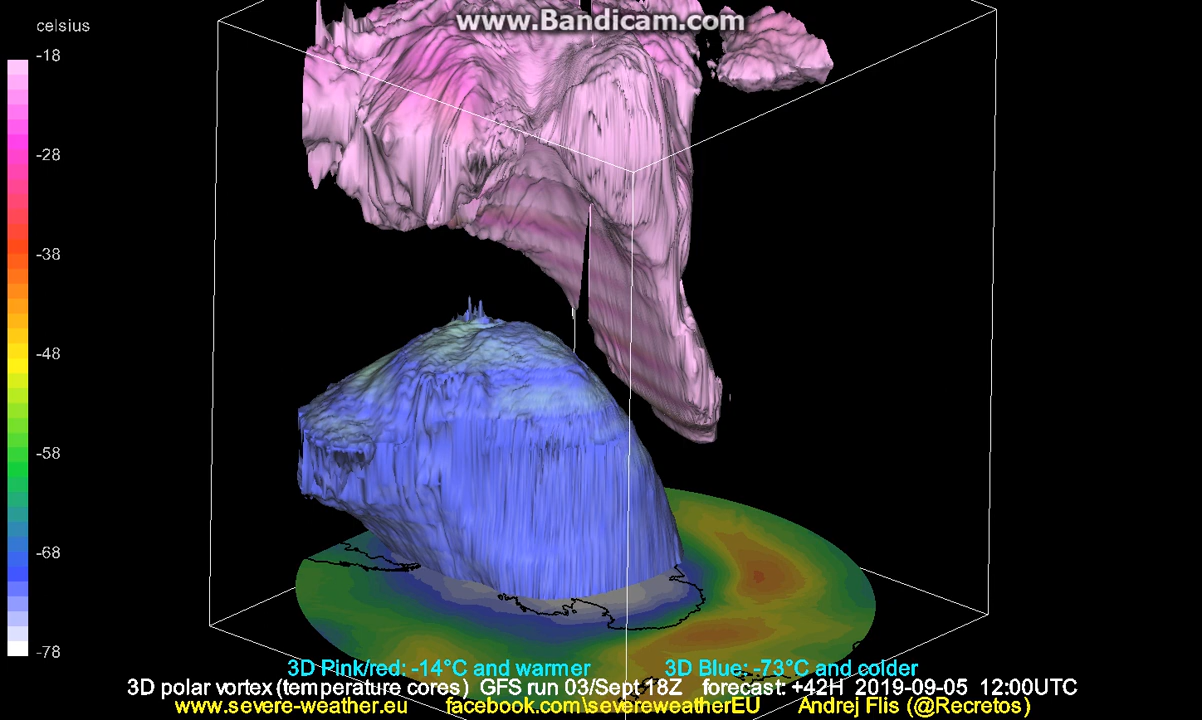 www.Bandicam.com
celsius
-18
-28
-38
-48
-58
-68
-78
3D Pink/red: -14°C and warmer 3D Blue: -73°C and colder
3D polar vortex (temperature cores) GFS run 03/Sept 18Z forecast: +42H 2019-09-05 12:00UTC
www.severe-weather.eu facebook.com\severeweatherEU Andrej Flis (@Recretos)